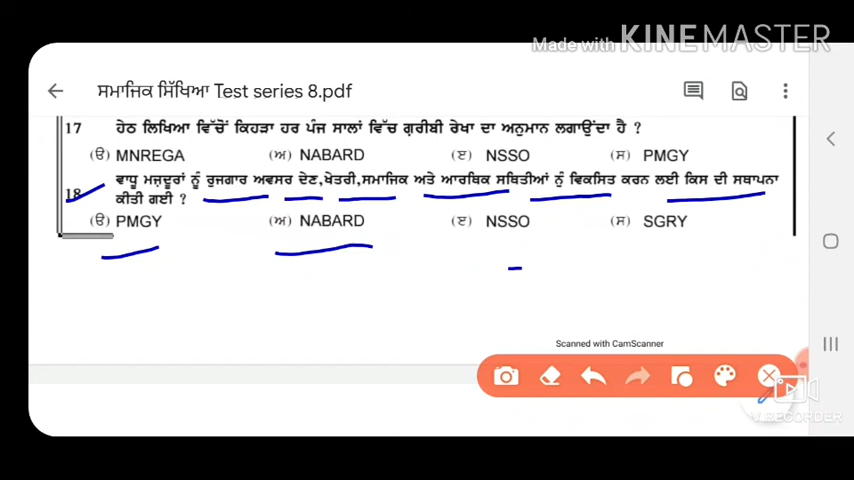 Made with KINEMASTER
ਸਮਾਜਿਕ ਸਿੱਖਿਆ Test series 8.pdf
17 ਹੇਠ ਲਿਖਿਆ ਵਿੱਚੋਂ ਕਿਹੜਾ ਹਰ ਪੰਜ ਸਾਲਾਂ ਵਿੱਚ ਗ਼ਰੀਬੀ ਰੇਖਾ ਦਾ ਅਨੁਮਾਨ ਲਗਾਉਂਦਾ ਹੈ ?
(ੳ) MNREGA (ਅ) NABARD (ੲ) NSSO (ਸ) PMGY
18 ਵਾਧੂ ਮਜ਼ਦੂਰਾਂ ਨੂੰ ਰੁਜਗਾਰ ਅਵਸਰ ਦੇਣ,ਖੇਤਰੀ,ਸਮਾਜਿਕ ਅਤੇ ਆਰਥਿਕ ਸਥਿਤੀਆਂ ਨੂੰ ਵਿਕਸਿਤ ਕਰਨ ਲਈ ਕਿਸ ਦੀ ਸਥਾਪਨਾ
ਕੀਤੀ ਗਈ ?
(ੳ) PMGY (ਅ) NABARD (ੲ) NSSO (ਸ) SGRY
Scanned with CamScanner
RECORDER